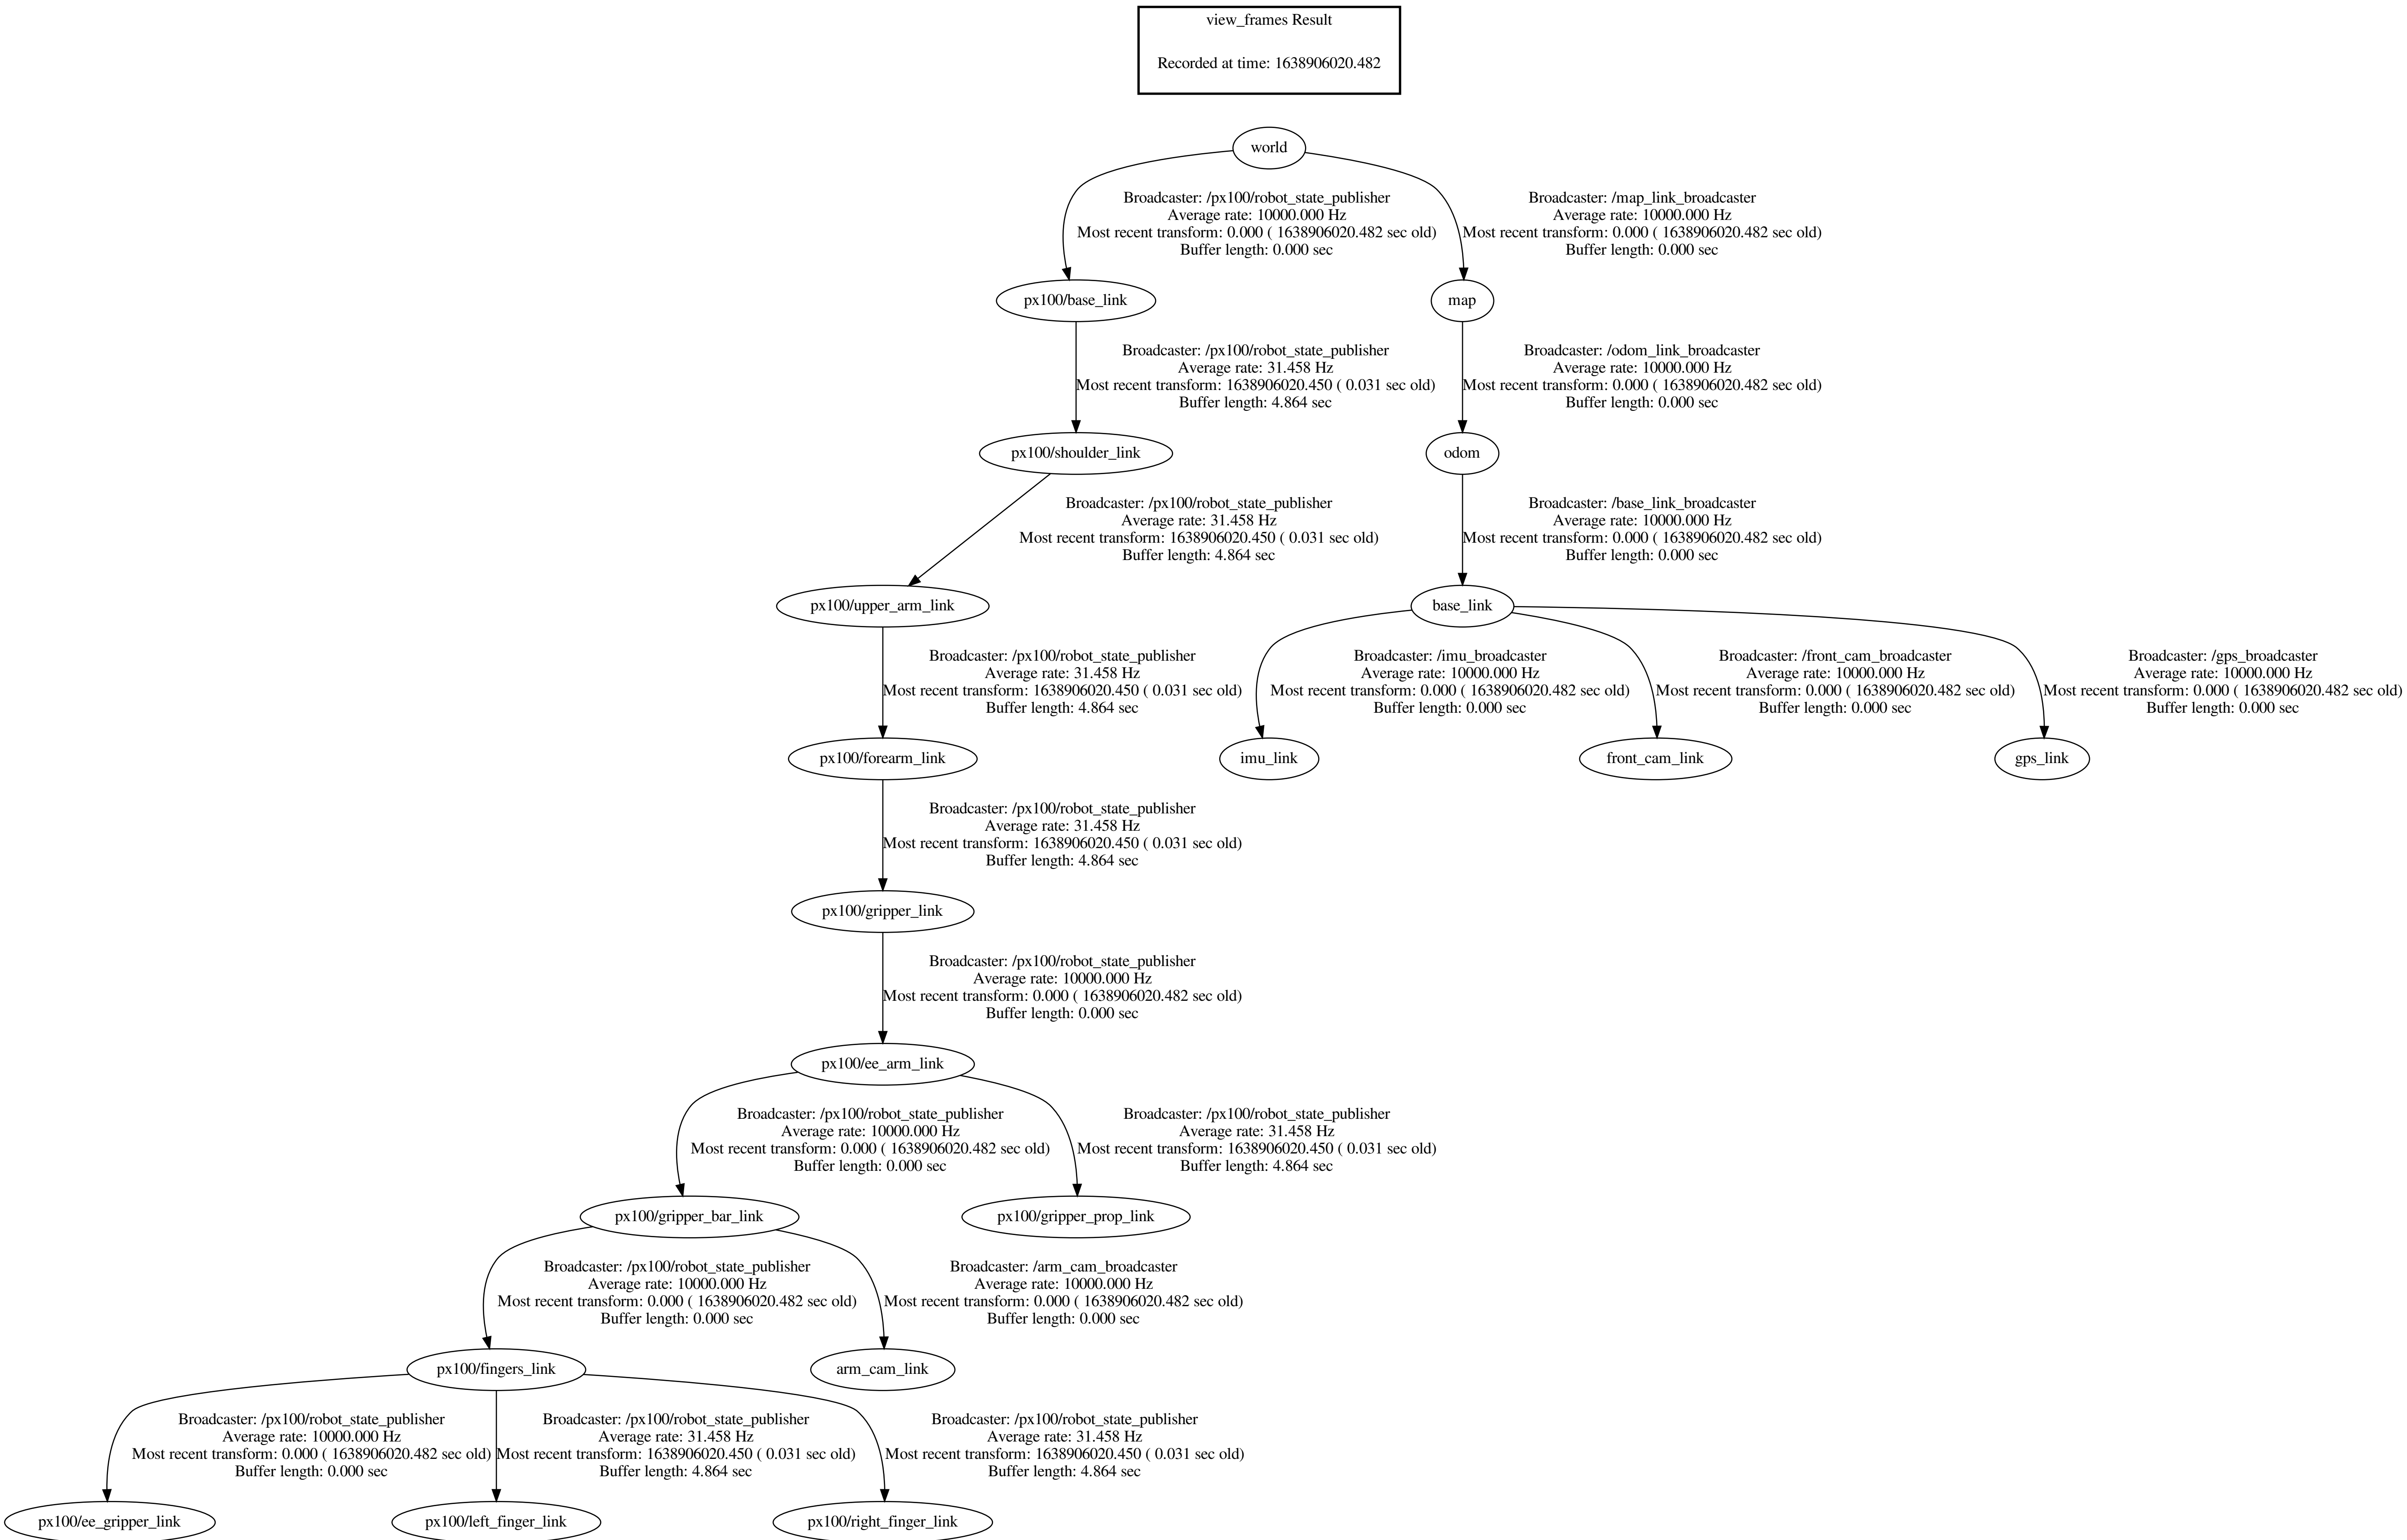 view_frames Result
Recorded at time: 1638906020.482
world
Broadcaster: /px100/robot_state_publisher
Average rate: 10000.000 Hz
Most recent transform: 0.000 ( 1638906020.482 sec old)
Buffer length: 0.000 sec
Broadcaster: /map_link_broadcaster
Average rate: 10000.000 Hz
Most recent transform: 0.000 ( 1638906020.482 sec old)
Buffer length: 0.000 sec
px100/base_link
map
Broadcaster: /px100/robot_state_publisher
Average rate: 31.458 Hz
Most recent transform: 1638906020.450 ( 0.031 sec old)
Buffer length: 4.864 sec
Broadcaster: /odom_link_broadcaster
Average rate: 10000.000 Hz
Most recent transform: 0.000 ( 1638906020.482 sec old)
Buffer length: 0.000 sec
px100/shoulder_link
odom
Broadcaster: /px100/robot_state_publisher
Average rate: 31.458 Hz
Most recent transform: 1638906020.450 ( 0.031 sec old)
Buffer length: 4.864 sec
Broadcaster: /base_link_broadcaster
Average rate: 10000.000 Hz
Most recent transform: 0.000 ( 1638906020.482 sec old)
Buffer length: 0.000 sec
px100/upper_arm_link
base_link
Broadcaster: /px100/robot_state_publisher
Average rate: 31.458 Hz
Most recent transform: 1638906020.450 ( 0.031 sec old)
Buffer length: 4.864 sec
Broadcaster: /imu_broadcaster
Average rate: 10000.000 Hz
Most recent transform: 0.000 ( 1638906020.482 sec old)
Buffer length: 0.000 sec
Broadcaster: /front_cam_broadcaster
Average rate: 10000.000 Hz
Most recent transform: 0.000 ( 1638906020.482 sec old)
Buffer length: 0.000 sec
Broadcaster: /gps_broadcaster
Average rate: 10000.000 Hz
Most recent transform: 0.000 ( 1638906020.482 sec old)
Buffer length: 0.000 sec
px100/forearm_link
imu_link
front_cam_link
gps_link
Broadcaster: /px100/robot_state_publisher
Average rate: 31.458 Hz
Most recent transform: 1638906020.450 ( 0.031 sec old)
Buffer length: 4.864 sec
px100/gripper_link
Broadcaster: /px100/robot_state_publisher
Average rate: 10000.000 Hz
Most recent transform: 0.000 ( 1638906020.482 sec old)
Buffer length: 0.000 sec
px100/ee_arm_link
Broadcaster: /px100/robot_state_publisher
Average rate: 10000.000 Hz
Most recent transform: 0.000 ( 1638906020.482 sec old)
Buffer length: 0.000 sec
Broadcaster: /px100/robot_state_publisher
Average rate: 31.458 Hz
Most recent transform: 1638906020.450 ( 0.031 sec old)
Buffer length: 4.864 sec
px100/gripper_bar_link
px100/gripper_prop_link
Broadcaster: /px100/robot_state_publisher
Average rate: 10000.000 Hz
Most recent transform: 0.000 ( 1638906020.482 sec old)
Buffer length: 0.000 sec
Broadcaster: /arm_cam_broadcaster
Average rate: 10000.000 Hz
Most recent transform: 0.000 ( 1638906020.482 sec old)
Buffer length: 0.000 sec
px100/fingers_link
arm_cam_link
Broadcaster: /px100/robot_state_publisher
Average rate: 10000.000 Hz
Most recent transform: 0.000 ( 1638906020.482 sec old)
Buffer length: 0.000 sec
Broadcaster: /px100/robot_state_publisher
Average rate: 31.458 Hz
Most recent transform: 1638906020.450 ( 0.031 sec old)
Buffer length: 4.864 sec
Broadcaster: /px100/robot_state_publisher
Average rate: 31.458 Hz
Most recent transform: 1638906020.450 ( 0.031 sec old)
Buffer length: 4.864 sec
px100/ee_gripper_link
px100/left_finger_link
px100/right_finger_link